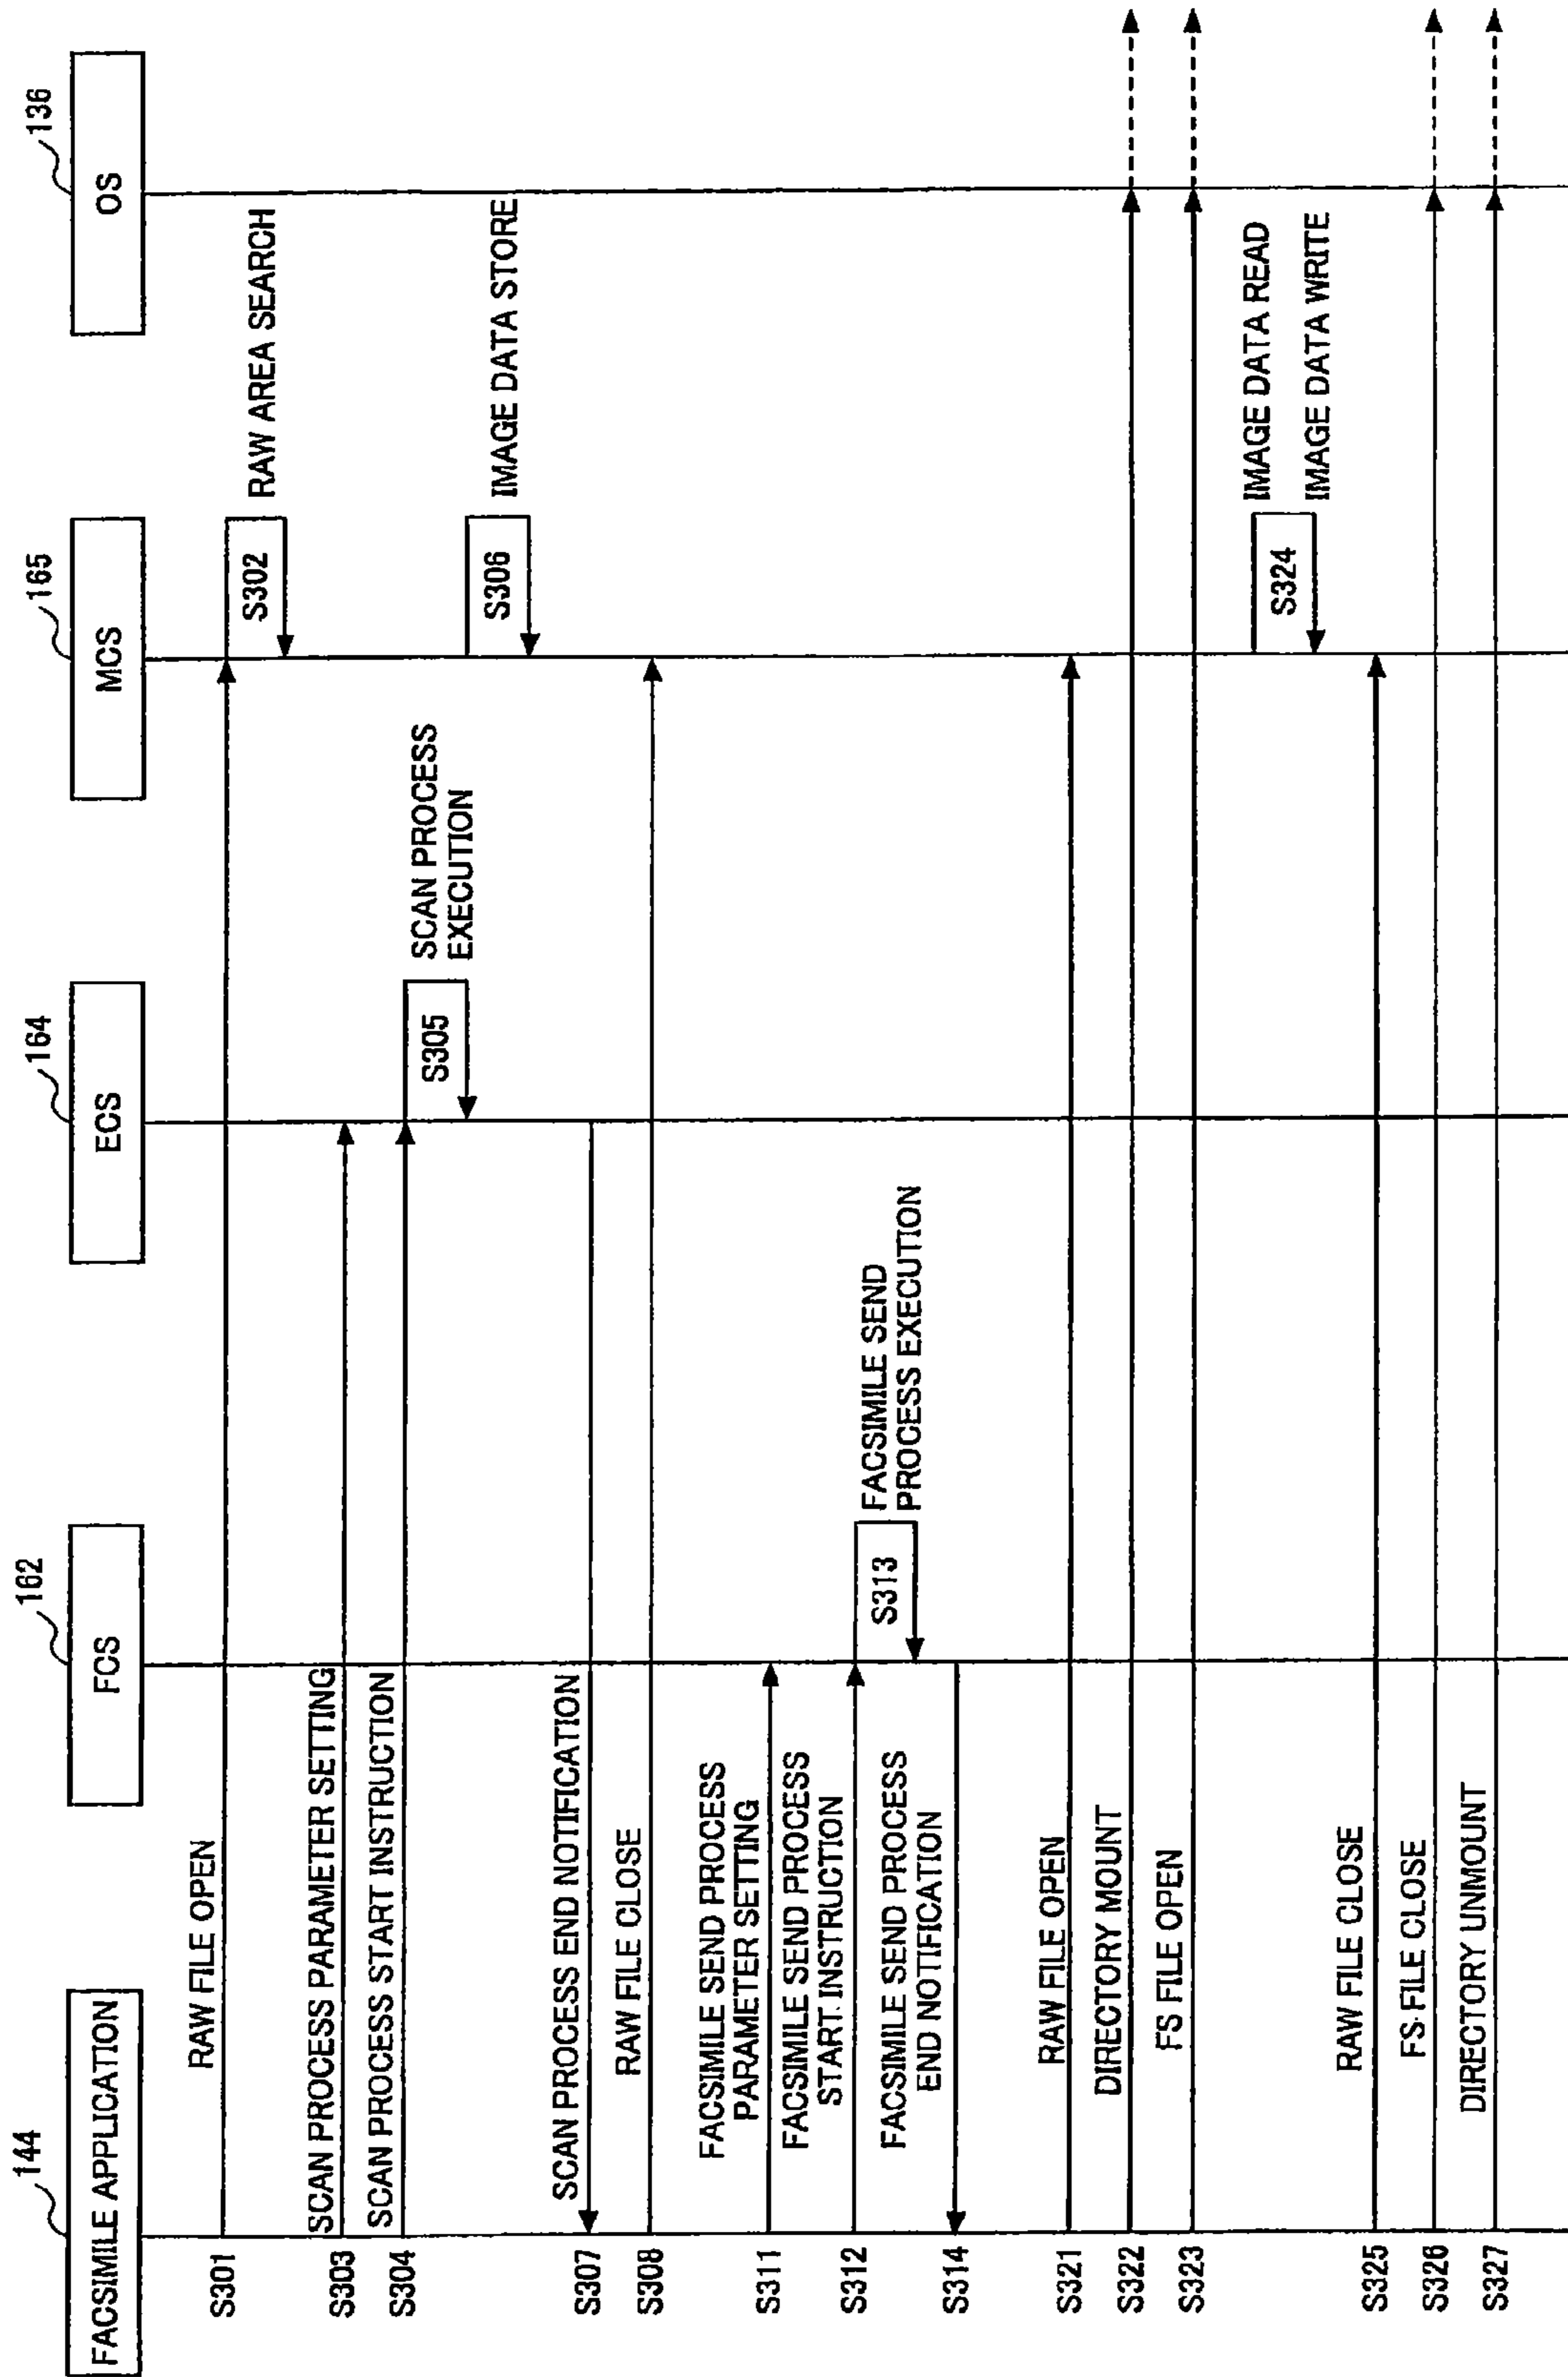 144
FACSIMILE APPLICATION
162
FCS
164
ECS
165
MCS
136
OS
S301
RAW FILE OPEN
S302
RAW AREA SEARCH
S303
SCAN PROCESS PARAMETER SETTING
S304
SCAN PROCESS START INSTRUCTION
S305
SCAN PROCESS
EXECUTION
S306
IMAGE DATA STORE
S307
SCAN PROCESS END NOTIFICATION
S308
RAW FILE CLOSE
S311
FACSIMILE SEND PROCESS
PARAMETER SETTING
S312
FACSIMILE SEND PROCESS
START INSTRUCTION
S313
FACSIMILE SEND
PROCESS EXECUTION
S314
FACSIMILE SEND PROCESS
END NOTIFICATION
S321
RAW FILE OPEN
S322
DIRECTORY MOUNT
S323
FS FILE OPEN
S324
IMAGE DATA READ
IMAGE DATA WRITE
S325
RAW FILE CLOSE
S326
FS FILE CLOSE
S327
DIRECTORY UNMOUNT